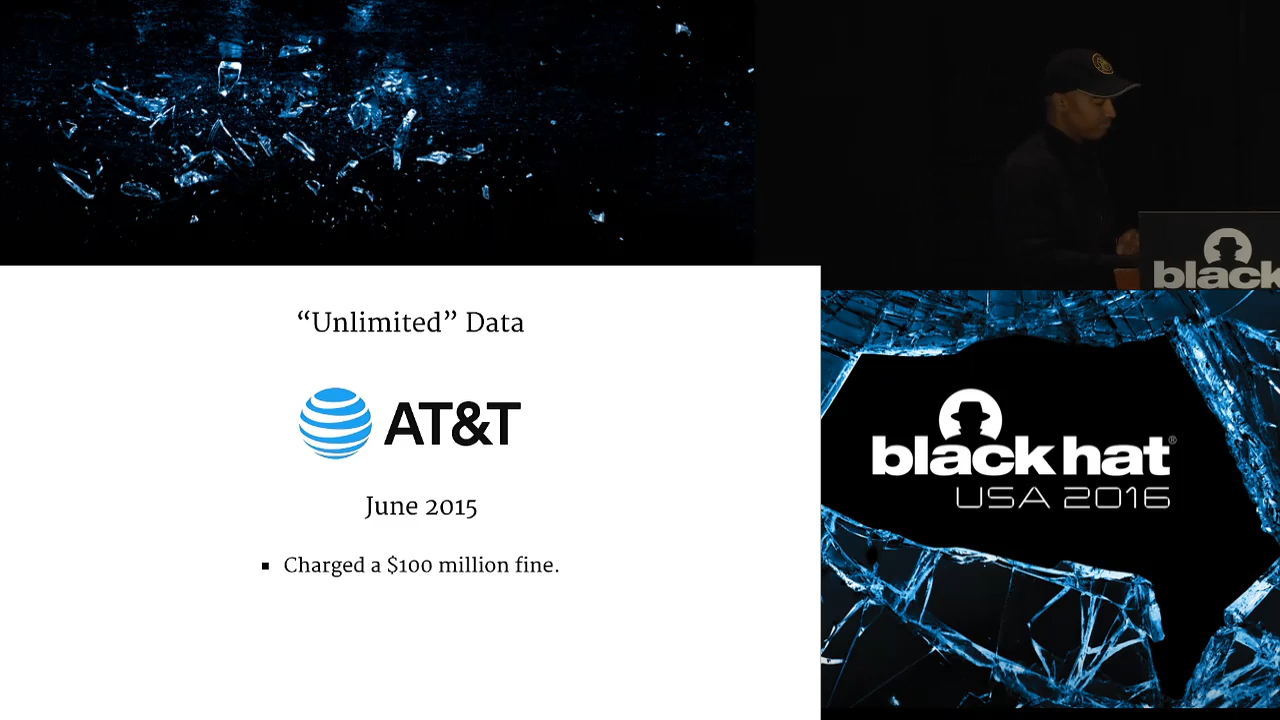 “Unlimited” Data
AT&T
June 2015
▪ Charged a $100 million fine.
black
black hat®
USA 2016